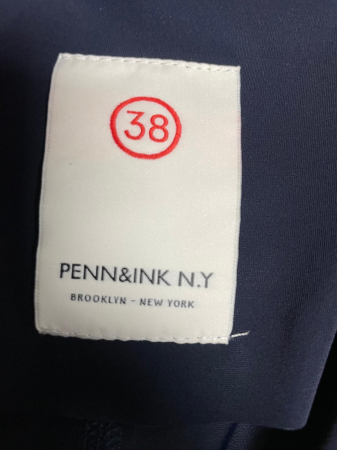 38
PENN&INK N.Y
BROOKLYN - NEW YORK